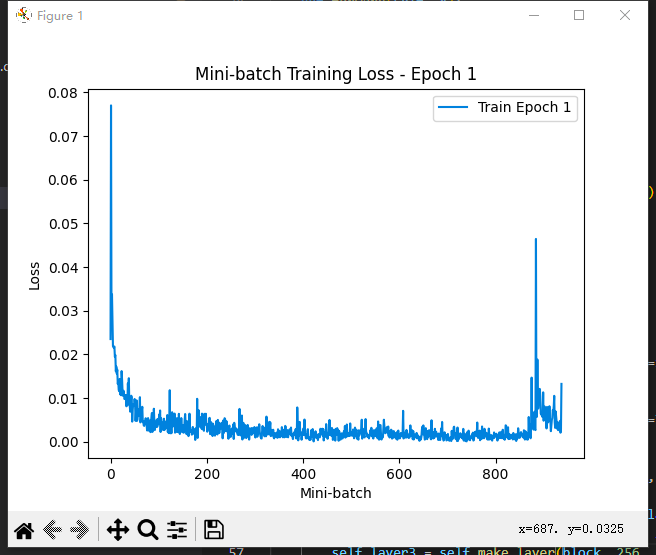 Figure 1
Mini-batch Training Loss - Epoch 1
Train Epoch 1
Loss
0.08
0.07
0.06
0.05
0.04
0.03
0.02
0.01
0.00
0 200 400 600 800
Mini-batch
x=687. y=0.0325
57 self.layer3 = self.make_layer(block, 256